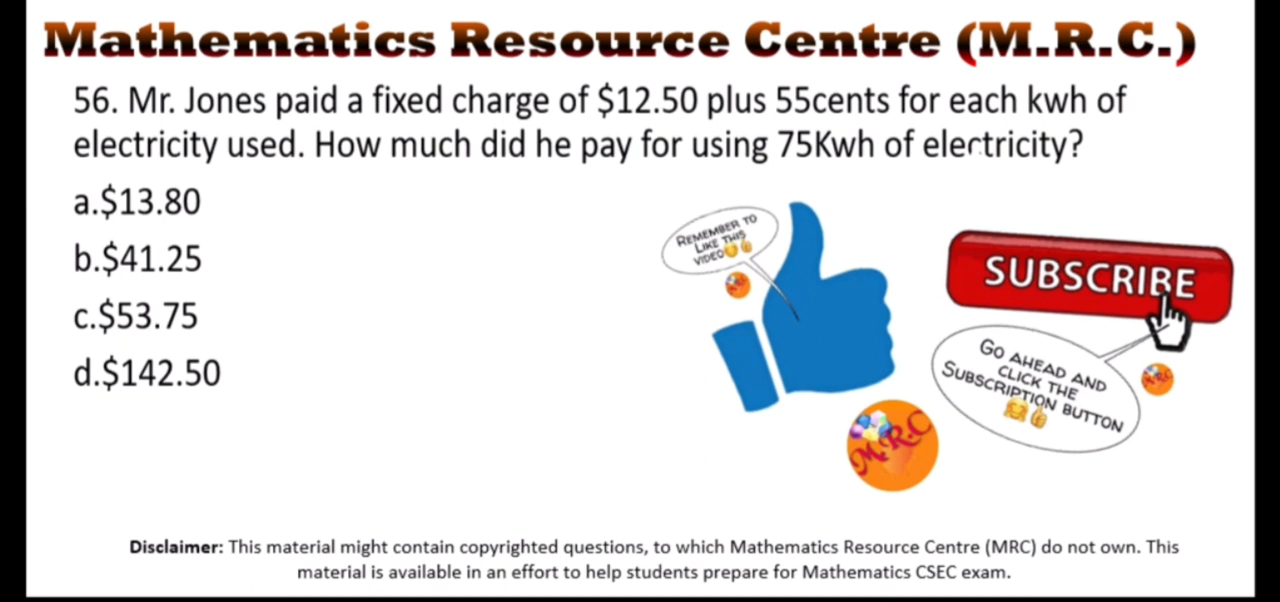 Mathematics Resource Centre (M.R.C.)
56. Mr. Jones paid a fixed charge of $12.50 plus 55cents for each kwh of
electricity used. How much did he pay for using 75Kwh of electricity?
a.$13.80
b.$41.25
c.$53.75
d.$142.50
REMEMBER TO
LIKE THIS
VIDEO
SUBSCRIBE
GO AHEAD AND
CLICK THE
SUBSCRIPTION BUTTON
MRC
M.R.C
Disclaimer: This material might contain copyrighted questions, to which Mathematics Resource Centre (MRC) do not own. This
material is available in an effort to help students prepare for Mathematics CSEC exam.